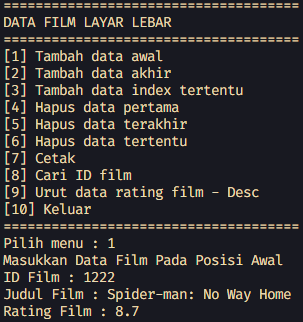 ===================================
DATA FILM LAYAR LEBAR
===================================
[1] Tambah data awal
[2] Tambah data akhir
[3] Tambah data index tertentu
[4] Hapus data pertama
[5] Hapus data terakhir
[6] Hapus data tertentu
[7] Cetak
[8] Cari ID film
[9] Urut data rating film - Desc
[10] Keluar
===================================
Pilih menu : 1
Masukkan Data Film Pada Posisi Awal
ID Film : 1222
Judul Film : Spider-man: No Way Home
Rating Film : 8.7